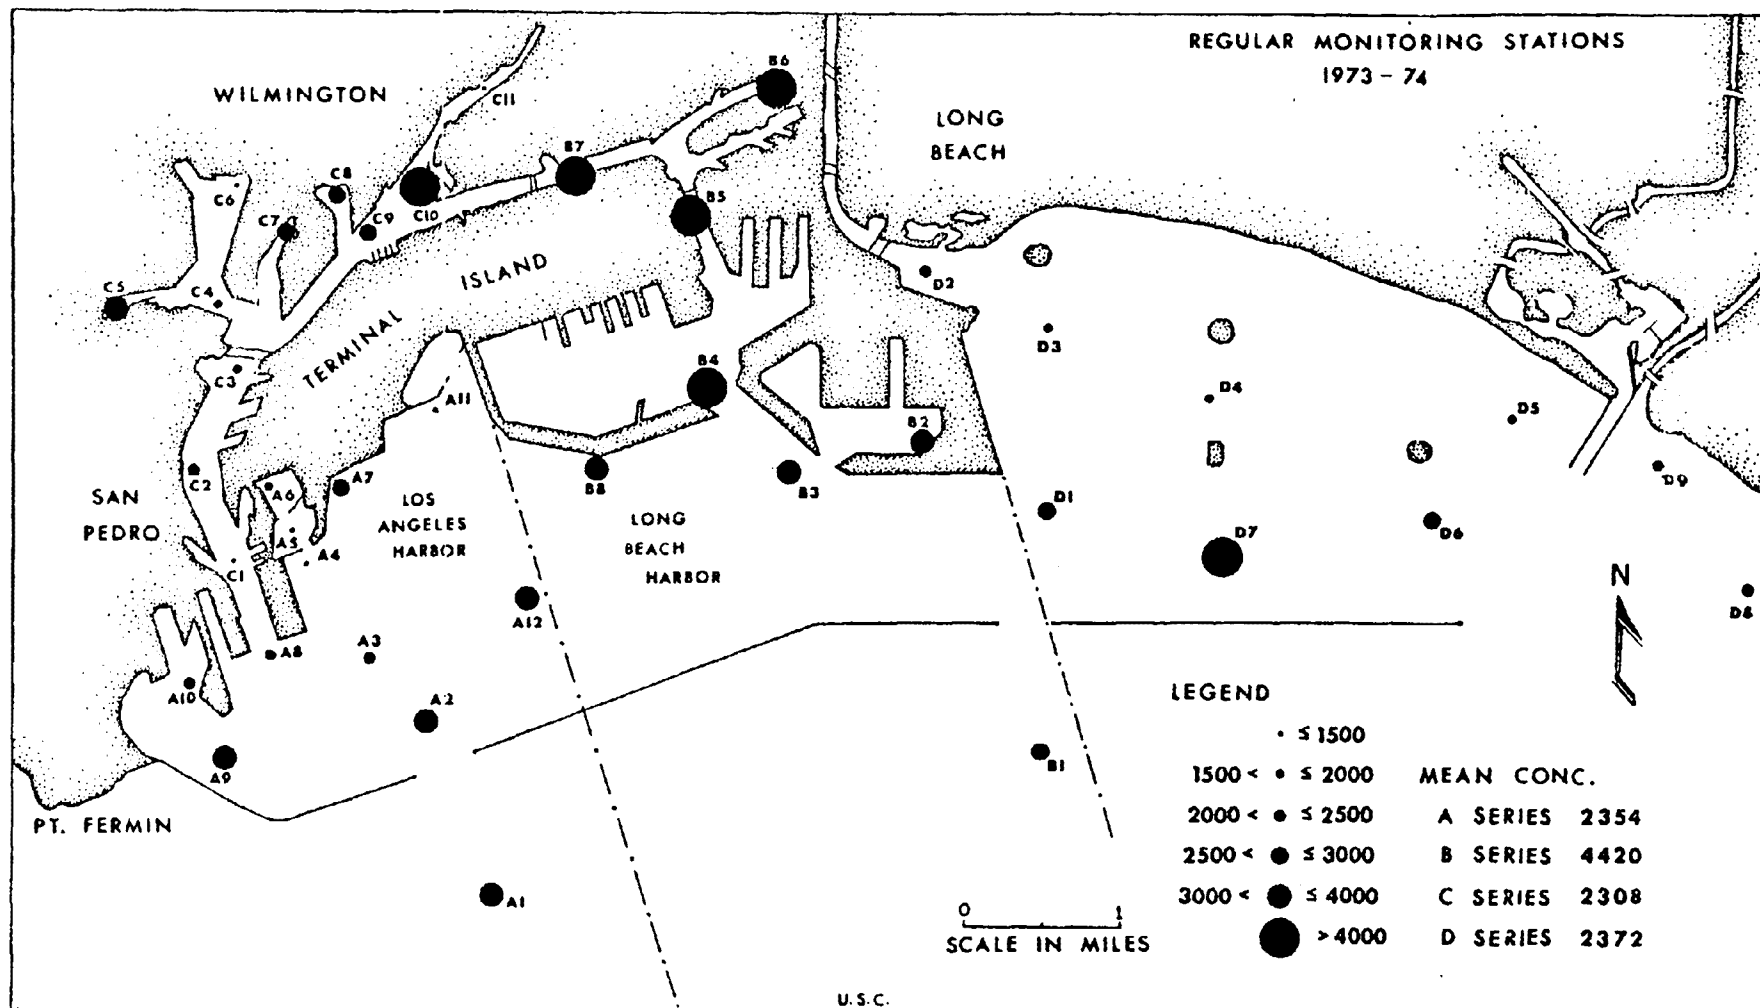 REGULAR MONITORING STATIONS
1973 - 74
WILMINGTON
LONG
BEACH
B6
C11
B7
C8
C6
C10
B5
C7
C9
ISLAND
D2
C5
C4
TERMINAL
D3
C3
B4
D4
A11
D5
B2
C2
A6
A7
B8
B3
D9
SAN
PEDRO
LOS
ANGELES
HARBOR
LONG
BEACH
HARBOR
D1
D7
D6
A5
A4
C1
N
A12
D8
A8
A3
A10
A2
A9
B1
PT. FERMIN
A1
LEGEND
• ≤ 1500
1500 < • ≤ 2000
2000 < • ≤ 2500
2500 < • ≤ 3000
3000 < • ≤ 4000
• > 4000
MEAN CONC.
A SERIES 2354
B SERIES 4420
C SERIES 2308
D SERIES 2372
0 1
SCALE IN MILES
U.S.C.